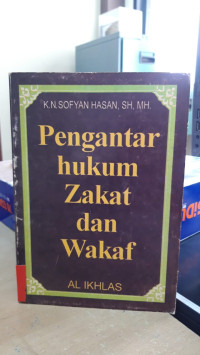 K.N. SOFYAN HASAN, SH, MH.
Pengantar
hukum
Zakat
dan
Wakaf
AL IKHLAS